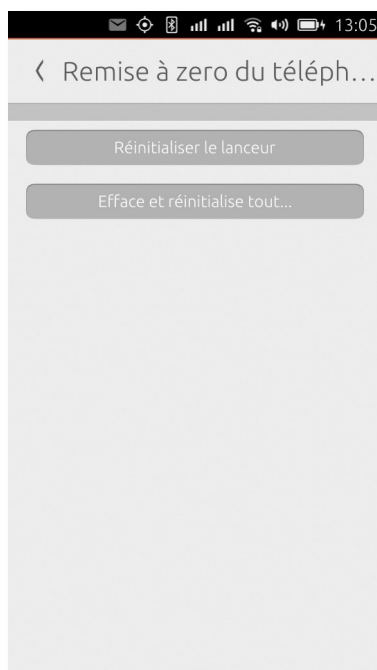 13:05
Remise à zero du téléph...
Réinitialiser le lanceur
Efface et réinitialise tout...